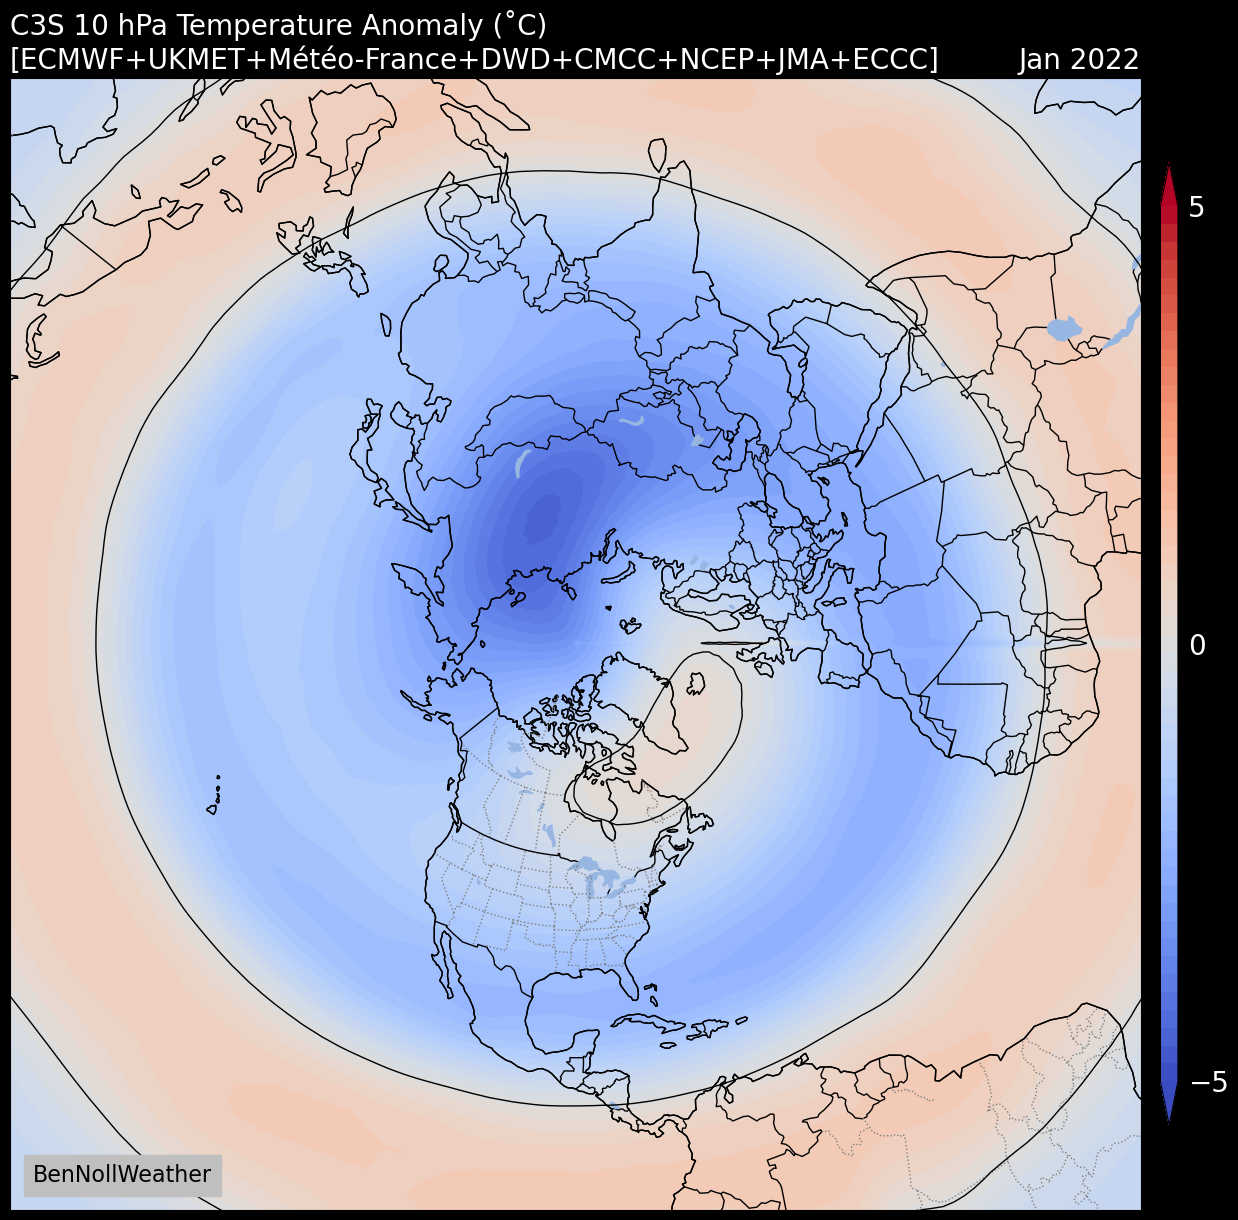 C3S 10 hPa Temperature Anomaly (˚C)
[ECMWF+UKMET+Météo-France+DWD+CMCC+NCEP+JMA+ECCC] Jan 2022
5
0
−5
BenNollWeather